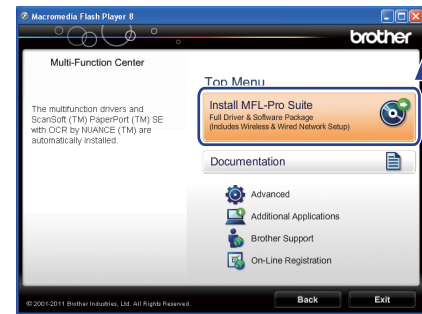 Macromedia Flash Player 8
brother
Multi-Function Center
Top Menu
The multifunction drivers and
ScanSoft (TM) PaperPort (TM) SE
with OCR by NUANCE (TM) are
automatically installed.
Install MFL-Pro Suite
Full Driver & Software Package
(Includes Wireless & Wired Network Setup)
Documentation
Advanced
Additional Applications
Brother Support
On-Line Registration
© 2001-2011 Brother Industries, Ltd. All Rights Reserved.
Back
Exit